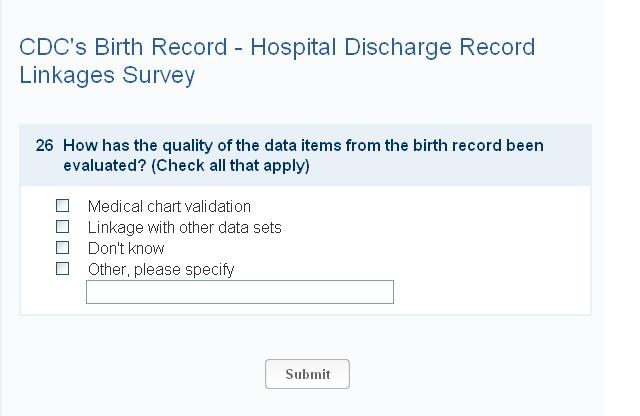 CDC's Birth Record - Hospital Discharge Record
Linkages Survey
26 How has the quality of the data items from the birth record been
evaluated? (Check all that apply)
Medical chart validation
Linkage with other data sets
Don't know
Other, please specify
Submit